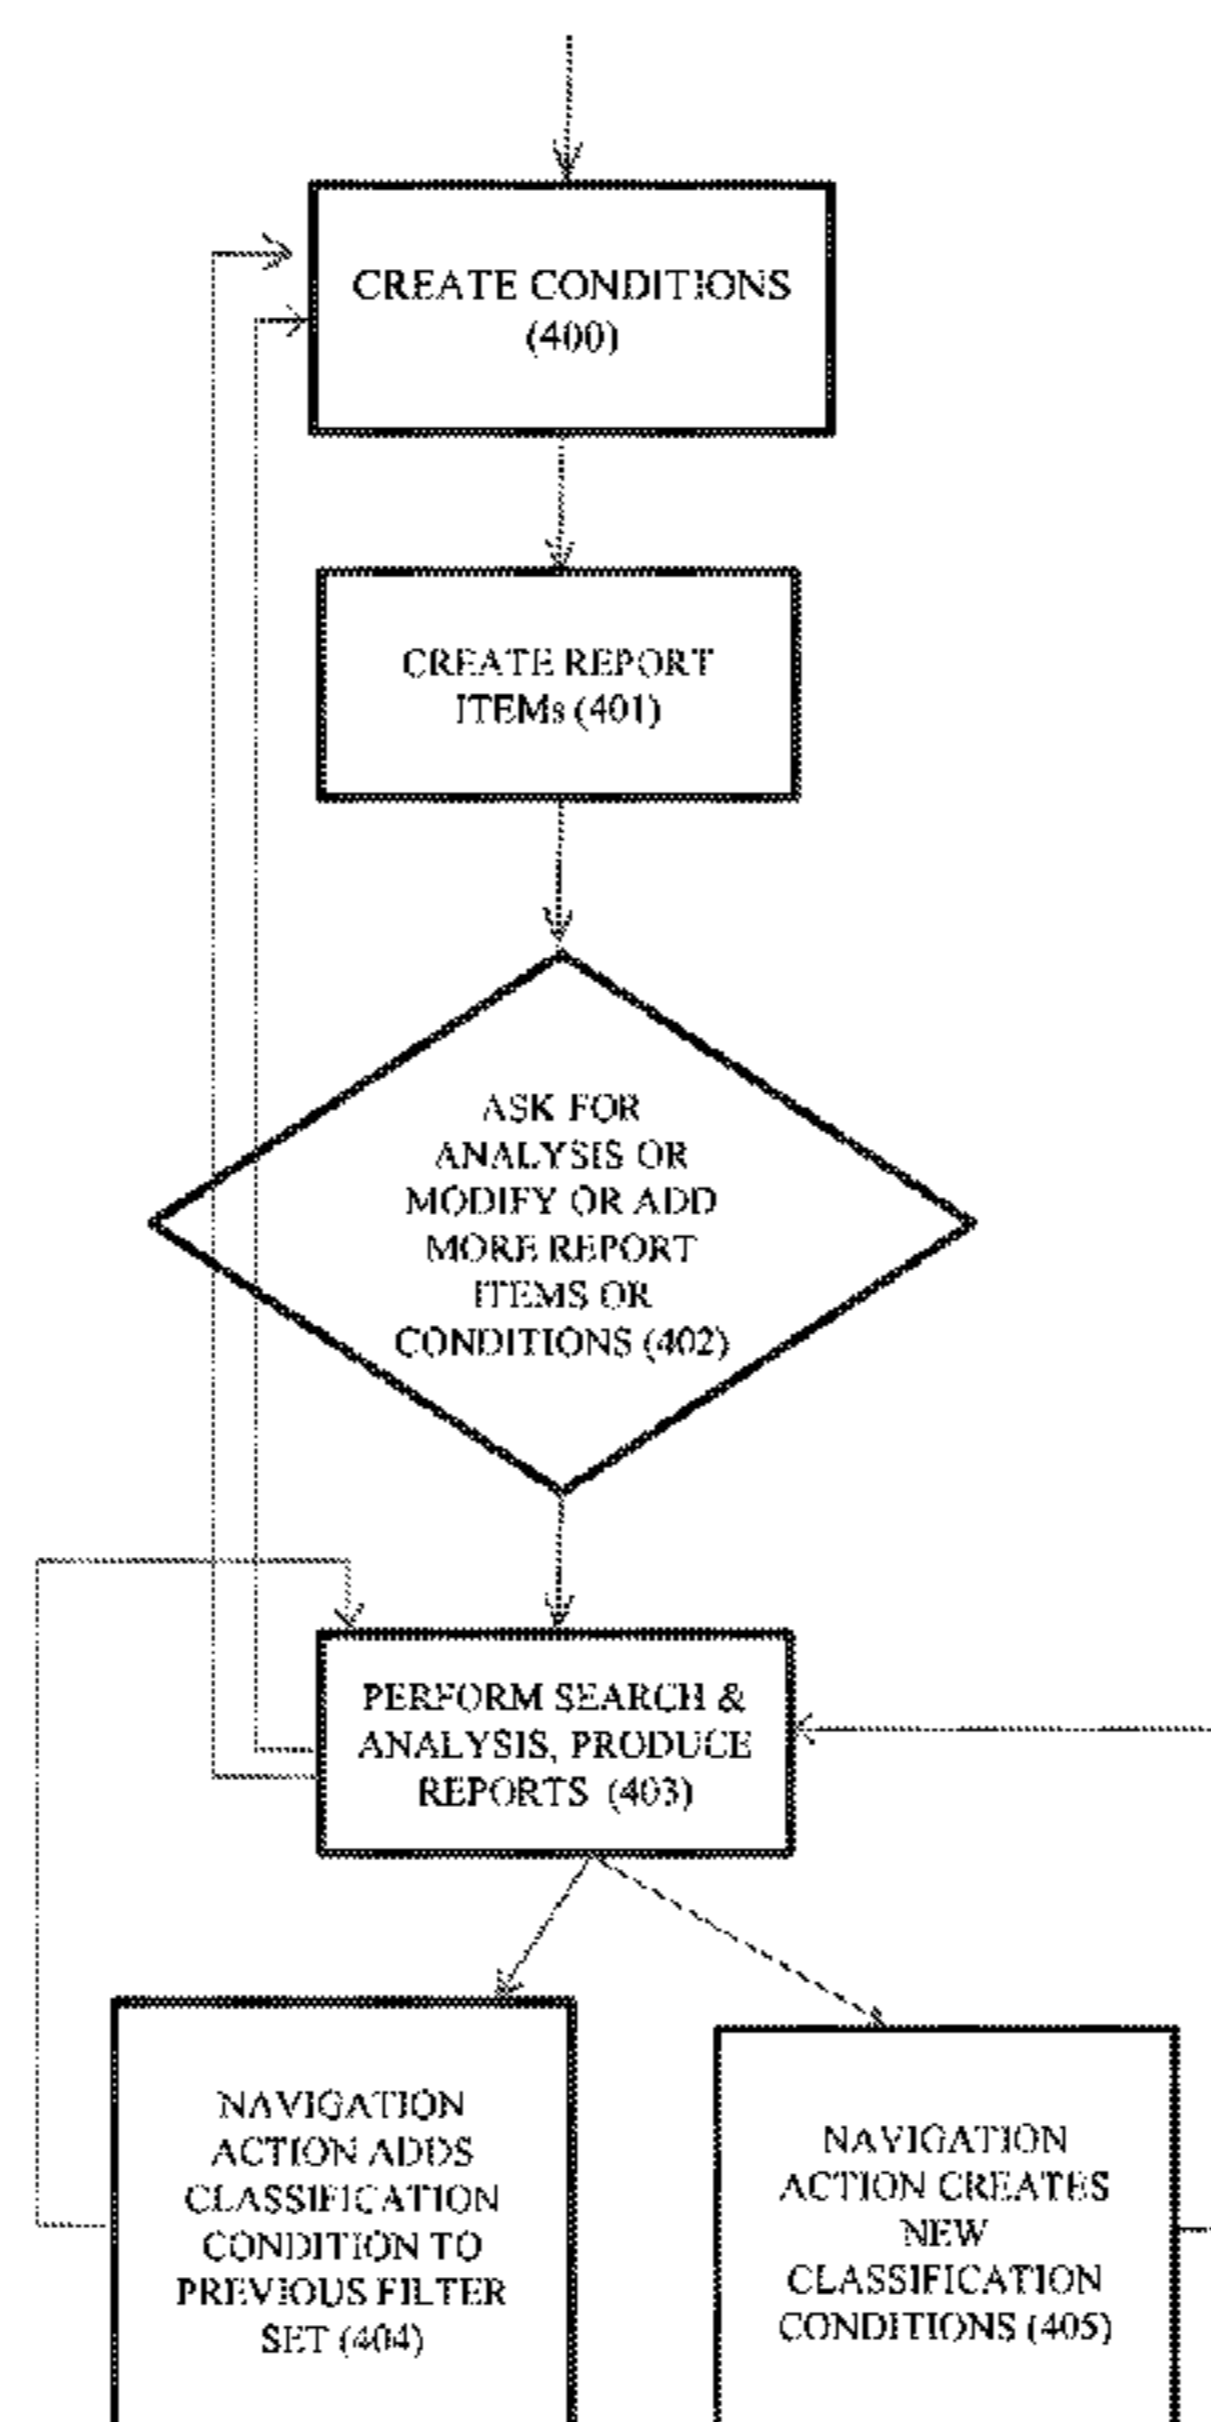 CREATE CONDITIONS
(400)
CREATE REPORT
ITEMs (401)
ASK FOR
ANALYSIS OR
MODIFY OR ADD
MORE REPORT
ITEMS OR
CONDITIONS (402)
PERFORM SEARCH &
ANALYSIS, PRODUCE
REPORTS (403)
NAVIGATION
ACTION ADDS
CLASSIFICATION
CONDITION TO
PREVIOUS FILTER
SET (404)
NAVIGATION
ACTION CREATES
NEW
CLASSIFICATION
CONDITIONS (405)